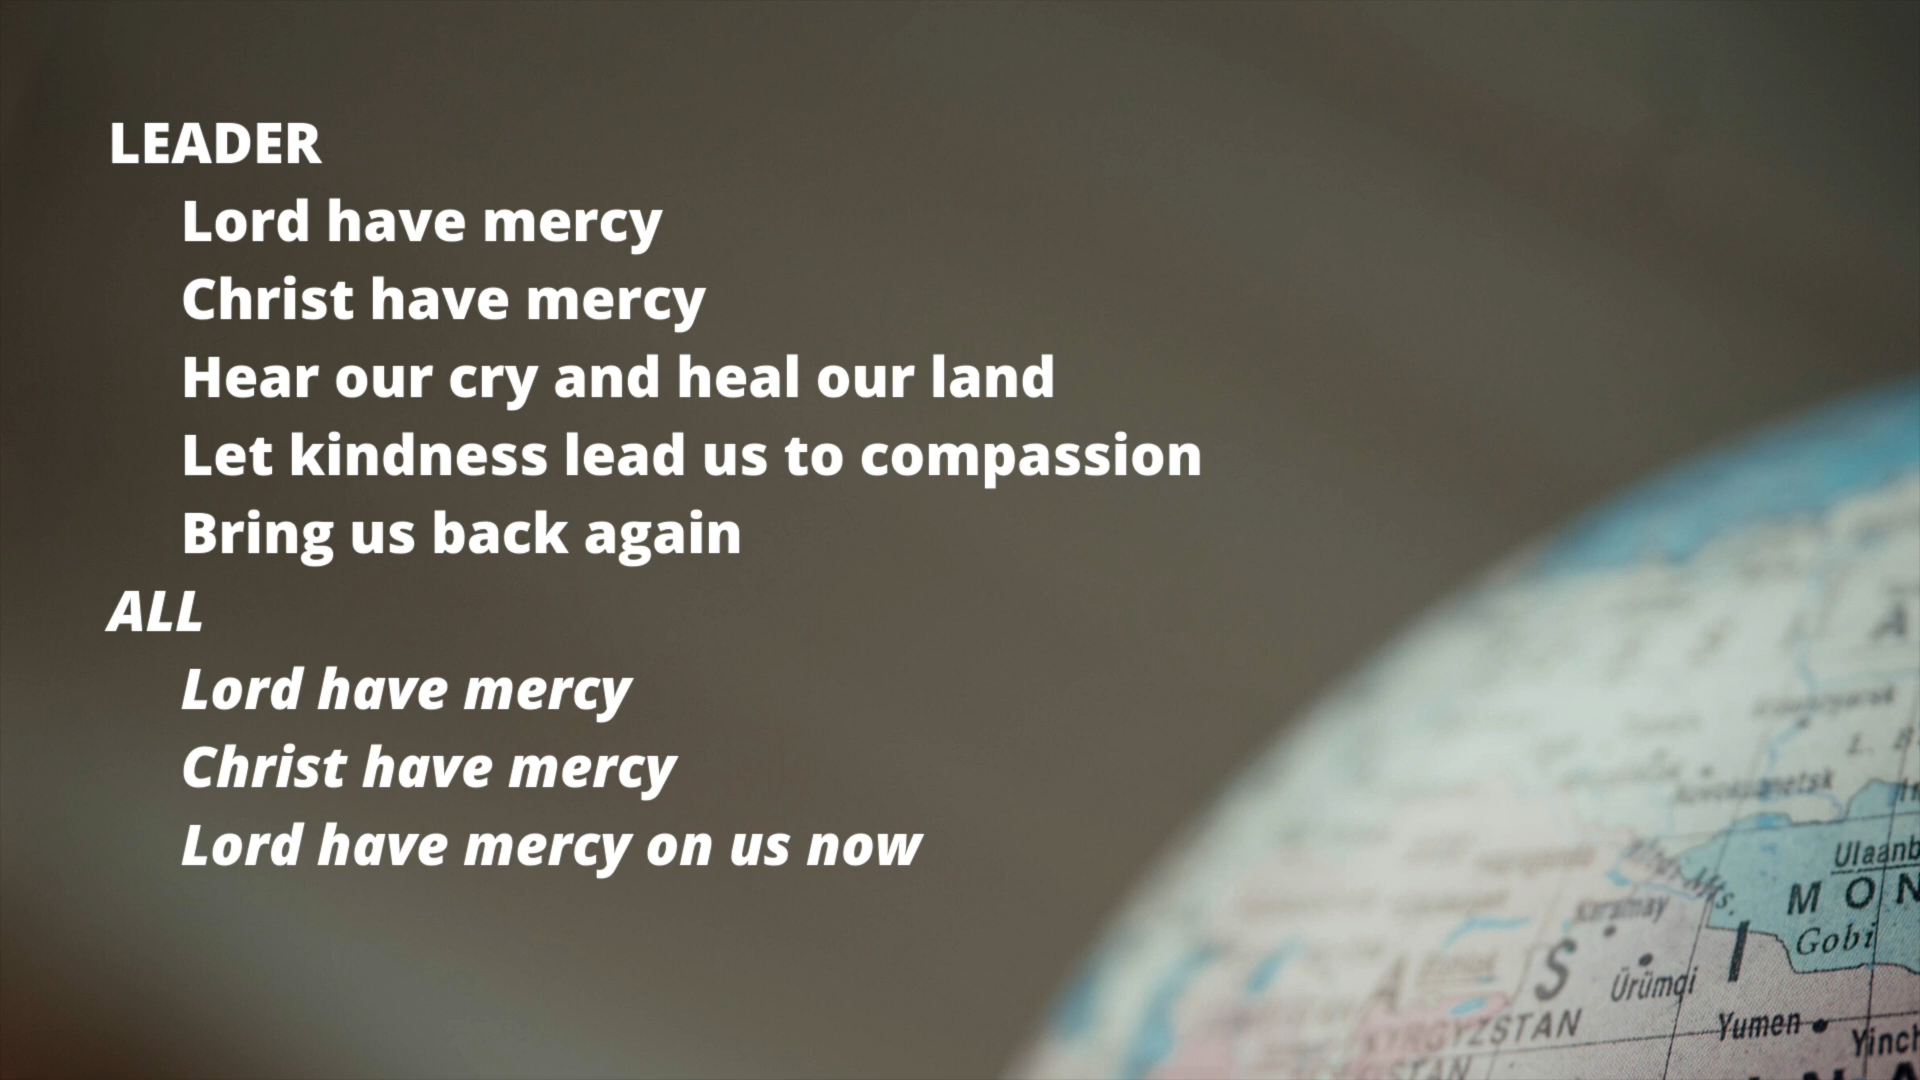 LEADER
Lord have mercy
Christ have mercy
Hear our cry and heal our land
Let kindness lead us to compassion
Bring us back again
ALL
Lord have mercy
Christ have mercy
Lord have mercy on us now
Gobi
Ürümqi
KYRGYZSTAN
Yumen